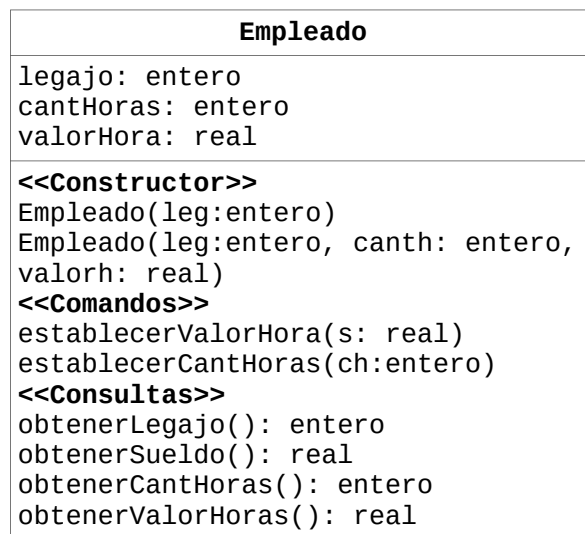 Empleado
legajo: entero
cantHoras: entero
valorHora: real
<<Constructor>>
Empleado(leg:entero)
Empleado(leg:entero, canth: entero,
valorh: real)
<<Comandos>>
establecerValorHora(s: real)
establecerCantHoras(ch:entero)
<<Consultas>>
obtenerLegajo(): entero
obtenerSueldo(): real
obtenerCantHoras(): entero
obtenerValorHoras(): real